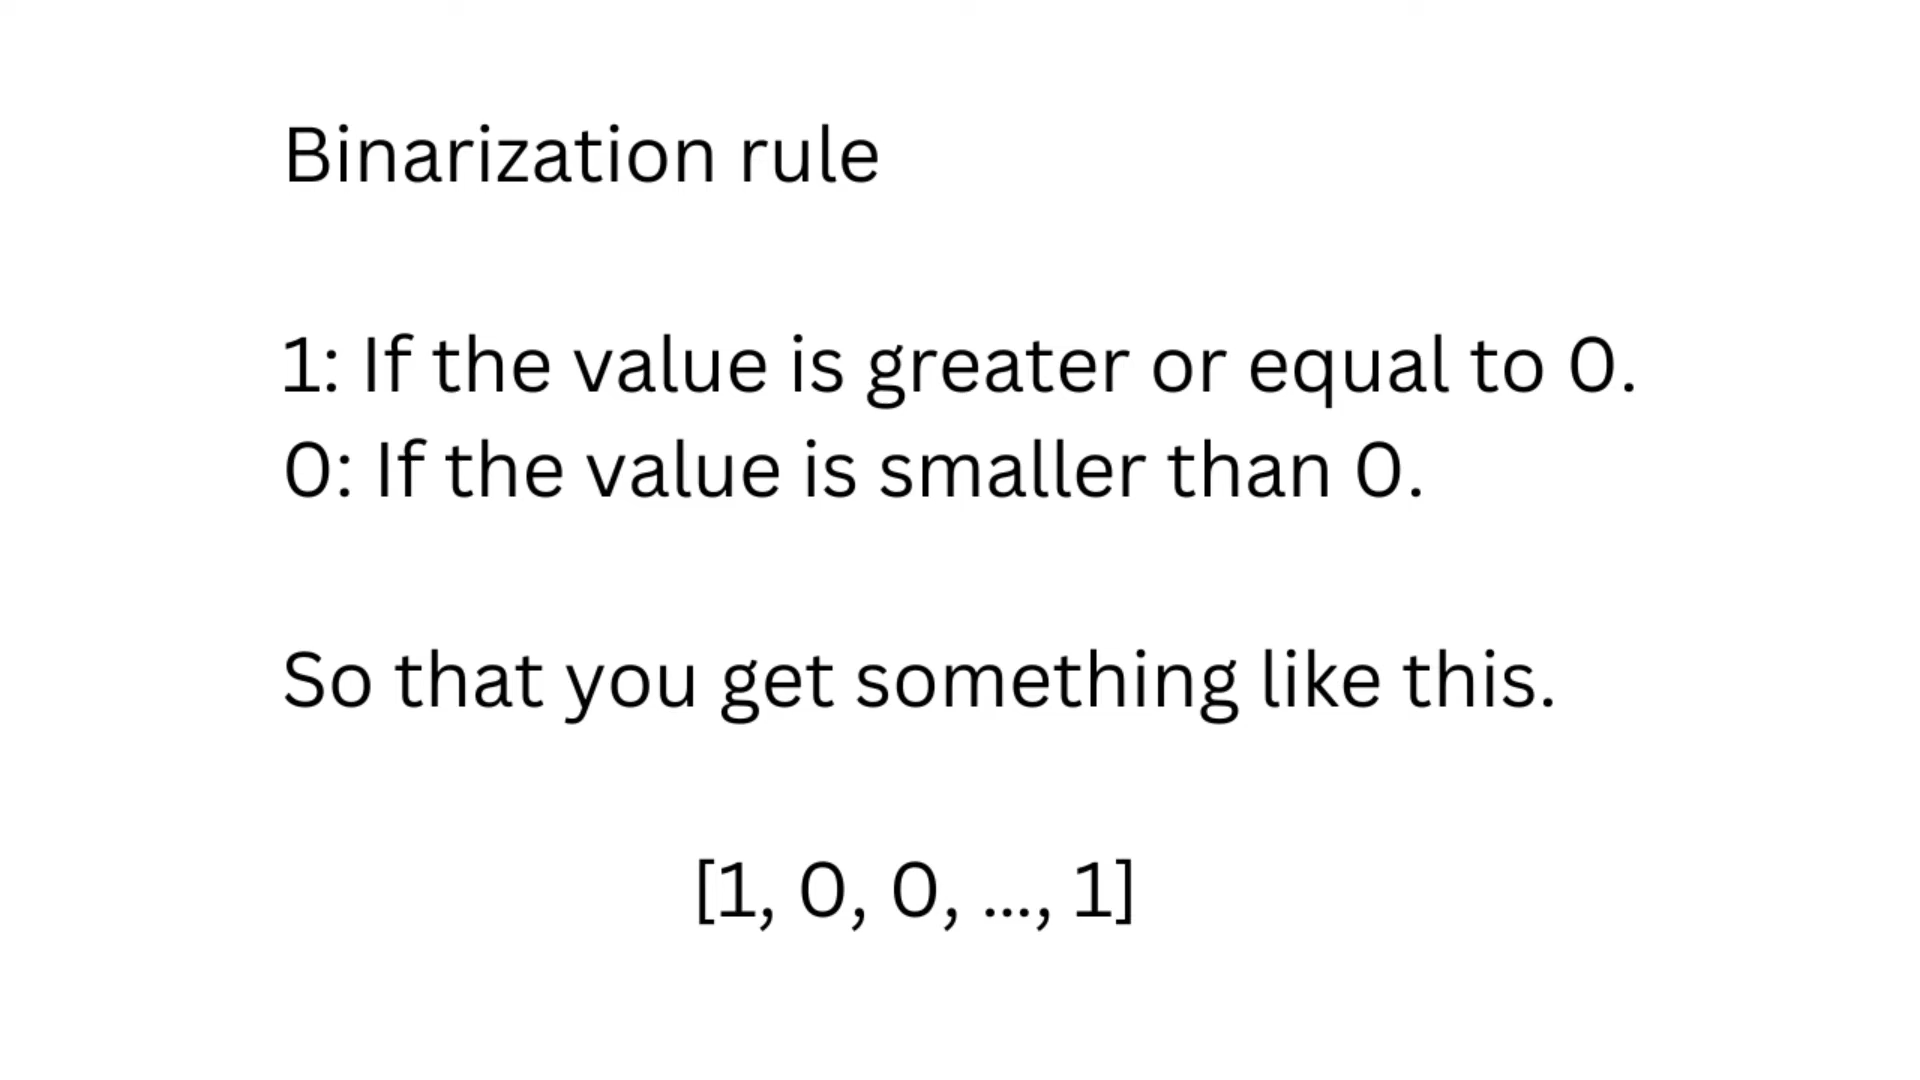 Binarization rule
1: If the value is greater or equal to 0.
0: If the value is smaller than 0.
So that you get something like this.
[1, 0, 0, ..., 1]